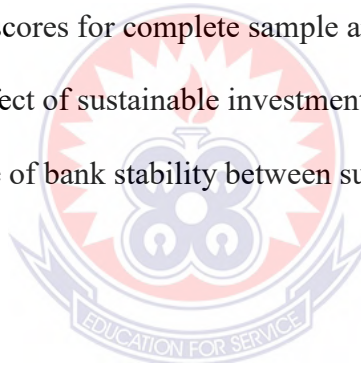 scores for complete sample a
fect of sustainable investment
of bank stability between su
EDUCATION FOR SERVICE